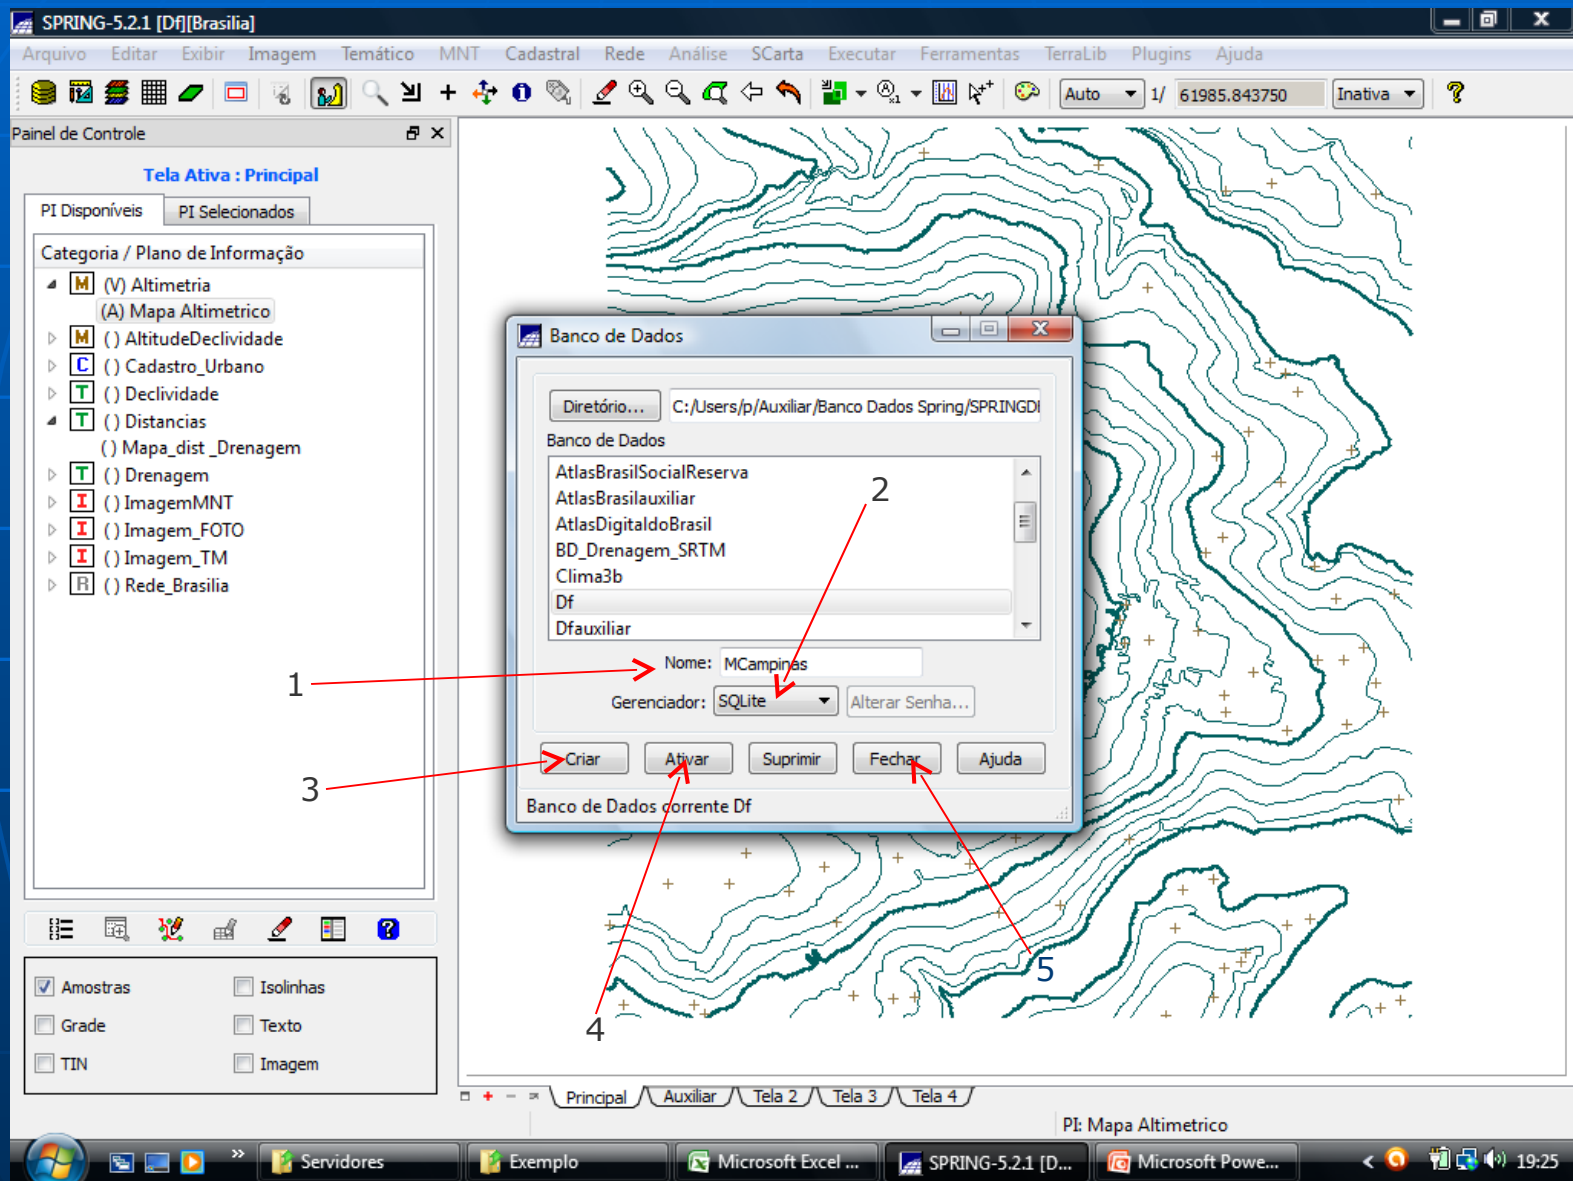 SPRING-5.2.1 [Df][Brasilia]
Arquivo Editar Exibir Imagem Temático MNT Cadastral Rede Análise SCarta Executar Ferramentas TerraLib Plugins Ajuda
Auto 1/ 61985.843750 Inativa
Painel de Controle
Tela Ativa : Principal
PI Disponíveis PI Selecionados
Categoria / Plano de Informação
M (V) Altimetria
(A) Mapa Altimetrico
M ( ) AltitudeDeclividade
C ( ) Cadastro_Urbano
T ( ) Declividade
T ( ) Distancias
( ) Mapa_dist _Drenagem
T ( ) Drenagem
I ( ) ImagemMNT
I ( ) Imagem_FOTO
I ( ) Imagem_TM
R ( ) Rede_Brasilia
Amostras Isolinhas
Grade Texto
TIN Imagem
Banco de Dados
Diretório... C:/Users/p/Auxiliar/Banco Dados Spring/SPRINGDI
Banco de Dados
AtlasBrasilSocialReserva
AtlasBrasilauxiliar
AtlasDigitaldoBrasil
BD_Drenagem_SRTM
Clima3b
Df
Dfauxiliar
Nome: MCampinas
Gerenciador: SQLite Alterar Senha...
Criar Ativar Suprimir Fechar Ajuda
Banco de Dados corrente Df
2
1
3
5
4
Principal Auxiliar Tela 2 Tela 3 Tela 4
PI: Mapa Altimetrico
Servidores Exemplo Microsoft Excel ... SPRING-5.2.1 [D... Microsoft Powe... 19:25